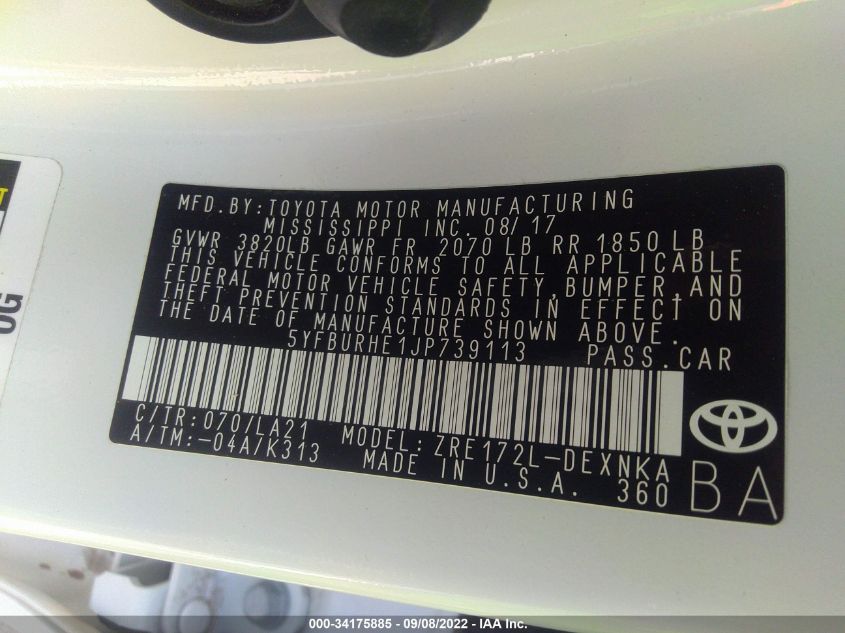 MFD. BY: TOYOTA MOTOR MANUFACTURING
MISSISSIPPI INC. 08/17
GVWR 3820LB GAWR FR 2070 LB RR 1850 LB
THIS VEHICLE CONFORMS TO ALL APPLICABLE
FEDERAL MOTOR VEHICLE SAFETY, BUMPER, AND
THEFT PREVENTION STANDARDS IN EFFECT ON
THE DATE OF MANUFACTURE SHOWN ABOVE.
5YFBURHE1JP739113 PASS. CAR
C/TR: 070/LA21 MODEL: ZRE172L-DEXNKA
A/TM: -04A/K313 MADE IN U.S.A. 360
BA
OG
000-34175885 - 09/08/2022 - IAA Inc.